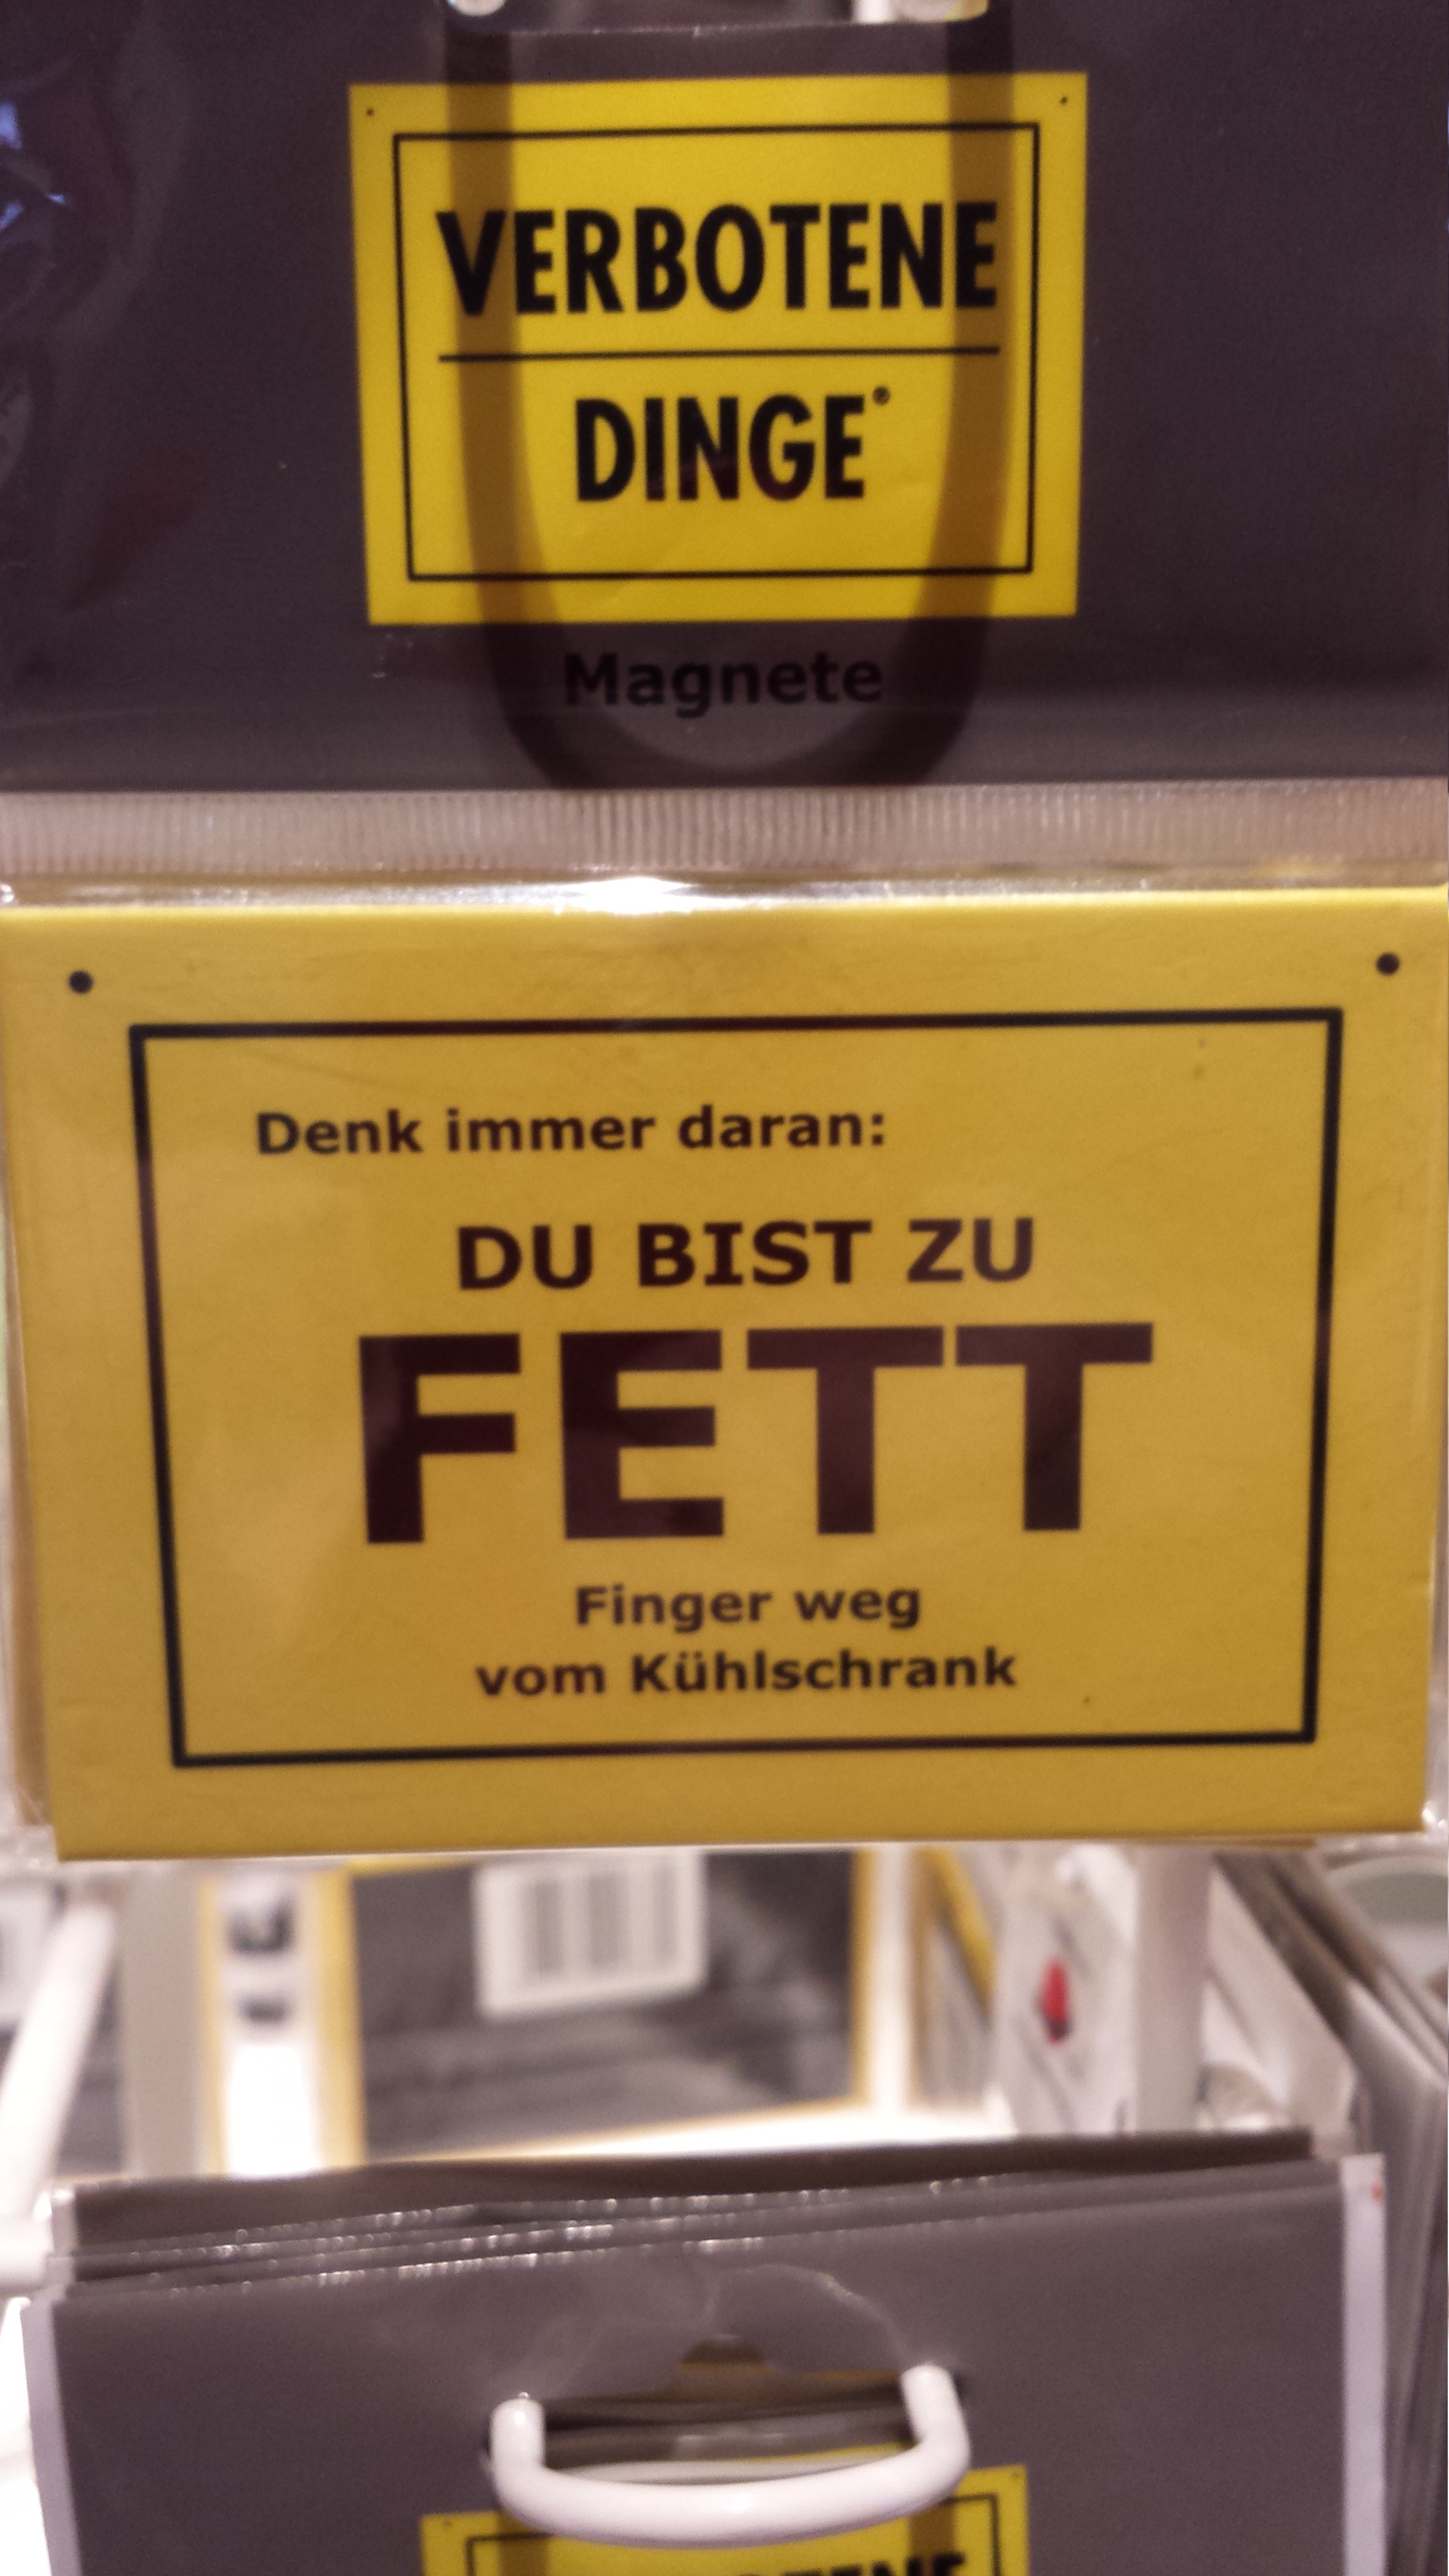 VERBOTENE
DINGE®
Magnete
Denk immer daran:
DU BIST ZU
FETT
Finger weg
vom Kühlschrank